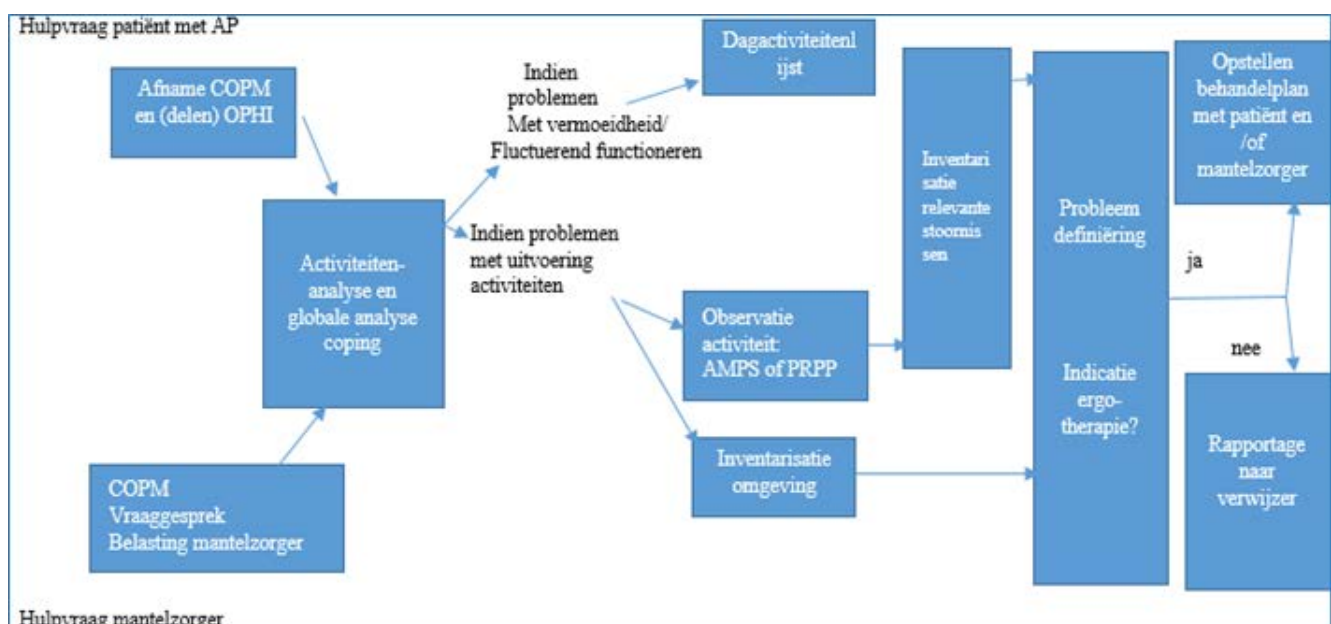 Hulpvraag patiënt met AP
Afname COPM
en (delen) OPHI
Activiteiten-
analyse en
globale analyse
coping
COPM
Vraaggesprek
Belasting mantelzorger
Hulpvraag mantelzorger
Indien
problemen
Met vermoeidheid/
Fluctuerend functioneren
Indien problemen
met uitvoering
activiteiten
Dagactiviteitenl
ijst
Observatie
activiteit:
AMPS of PRPP
Inventarisatie
omgeving
Inventari
satie
relevante
stoornis
sen
Probleem
definiëring
Indicatie
ergo-
therapie?
ja
nee
Opstellen
behandelplan
met patiënt en
/of
mantelzorger
Rapportage
naar
verwijzer